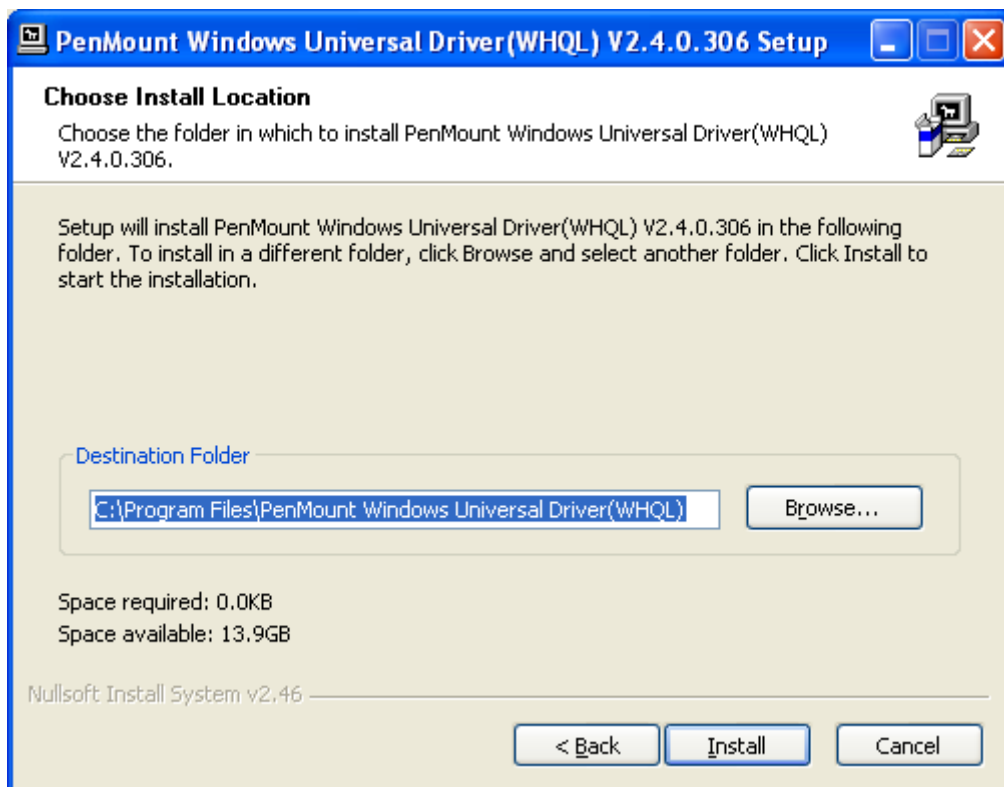 PenMount Windows Universal Driver(WHQL) V2.4.0.306 Setup
Choose Install Location
Choose the folder in which to install PenMount Windows Universal Driver(WHQL)
V2.4.0.306.
Setup will install PenMount Windows Universal Driver(WHQL) V2.4.0.306 in the following
folder. To install in a different folder, click Browse and select another folder. Click Install to
start the installation.
Destination Folder
C:\Program Files\PenMount Windows Universal Driver(WHQL)
Browse...
Space required: 0.0KB
Space available: 13.9GB
Nullsoft Install System v2.46
< Back
Install
Cancel